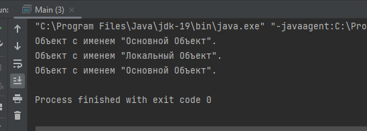 un:
Main (3) ×
"C:\Program Files\Java\jdk-19\bin\java.exe" "-javaagent:C:\Pro
Объект с именем "Основной Объект".
Объект с именем "Локальный Объект".
Объект с именем "Основной Объект".
Process finished with exit code 0